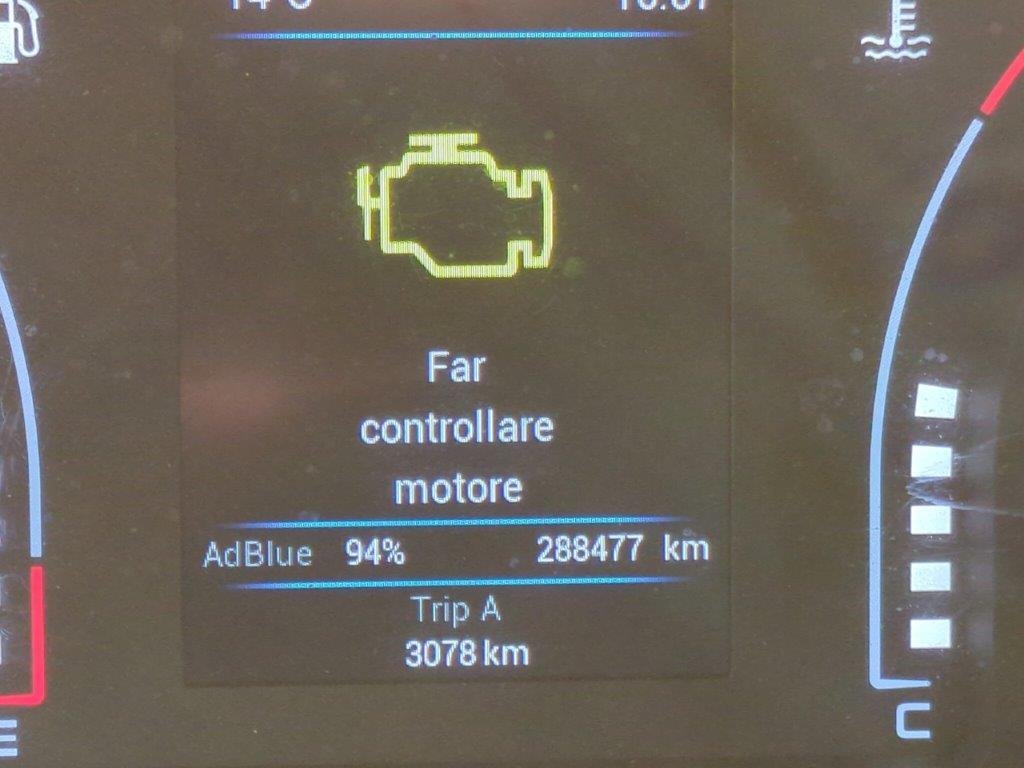 Far
controllare
motore
AdBlue 94% 288477 km
Trip A
3078 km
E
C